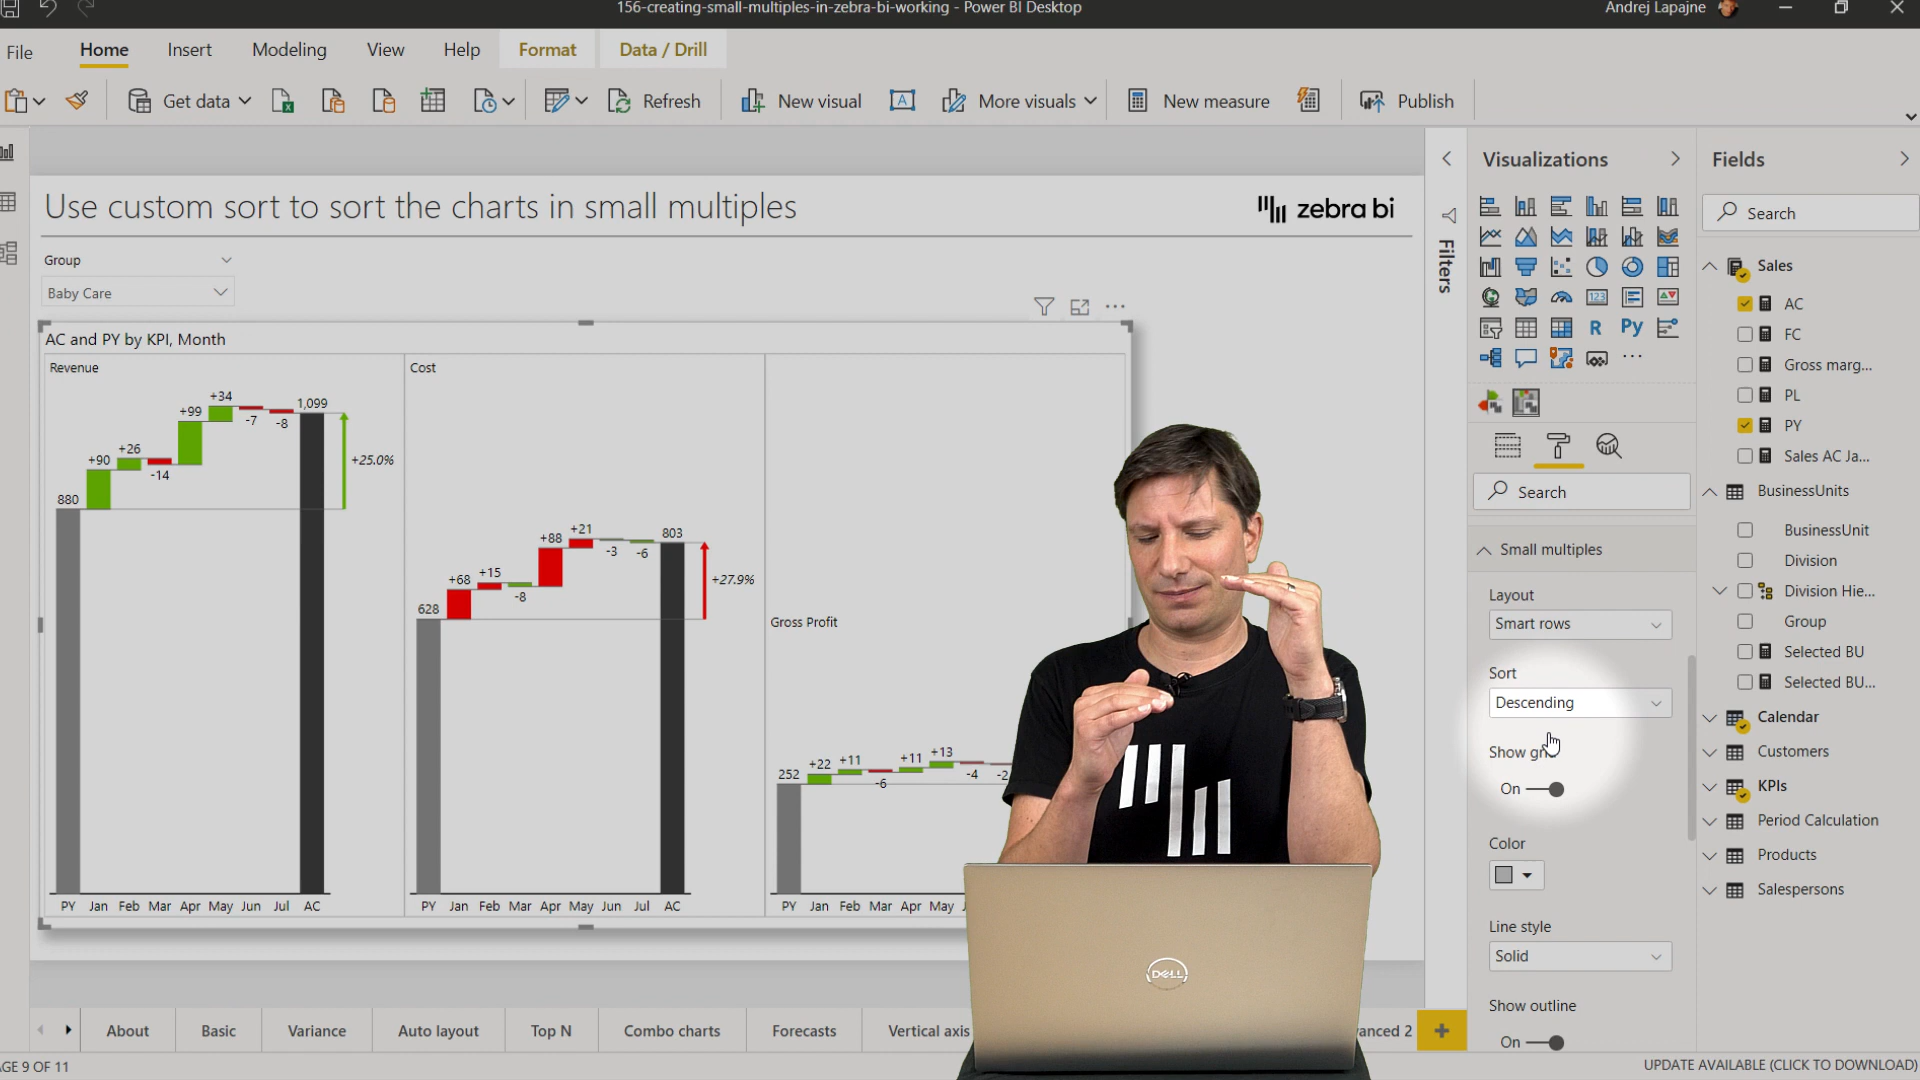 156-creating-small-multiples-in-zebra-bi-working - Power BI Desktop
Andrej Lapajne
File Home Insert Modeling View Help Format Data / Drill
Get data Refresh New visual More visuals New measure Publish
Use custom sort to sort the charts in small multiples
zebra bi
Group
Baby Care
AC and PY by KPI, Month
Revenue
880
+90
+26
-14
+99
+34
-7
-8
1,099
+25.0%
PY Jan Feb Mar Apr May Jun Jul AC
Cost
628
+68
+15
-8
+88
+21
-3
-6
803
+27.9%
PY Jan Feb Mar Apr May Jun Jul AC
Gross Profit
252
+22
+11
-6
+11
+13
-4
-2
PY Jan Feb Mar Apr May
DELL
Filters
Visualizations
123
R
Py
Search
Small multiples
Layout
Smart rows
Sort
Descending
Show gri
On
Color
Line style
Solid
Show outline
On
Fields
Search
Sales
AC
FC
Gross marg...
PL
PY
Sales AC Ja...
BusinessUnits
BusinessUnit
Division
Division Hie...
Group
Selected BU
Selected BU...
Calendar
Customers
KPIs
Period Calculation
Products
Salespersons
About Basic Variance Auto layout Top N Combo charts Forecasts Vertical axis vanced 2
AGE 9 OF 11
UPDATE AVAILABLE (CLICK TO DOWNLOAD)